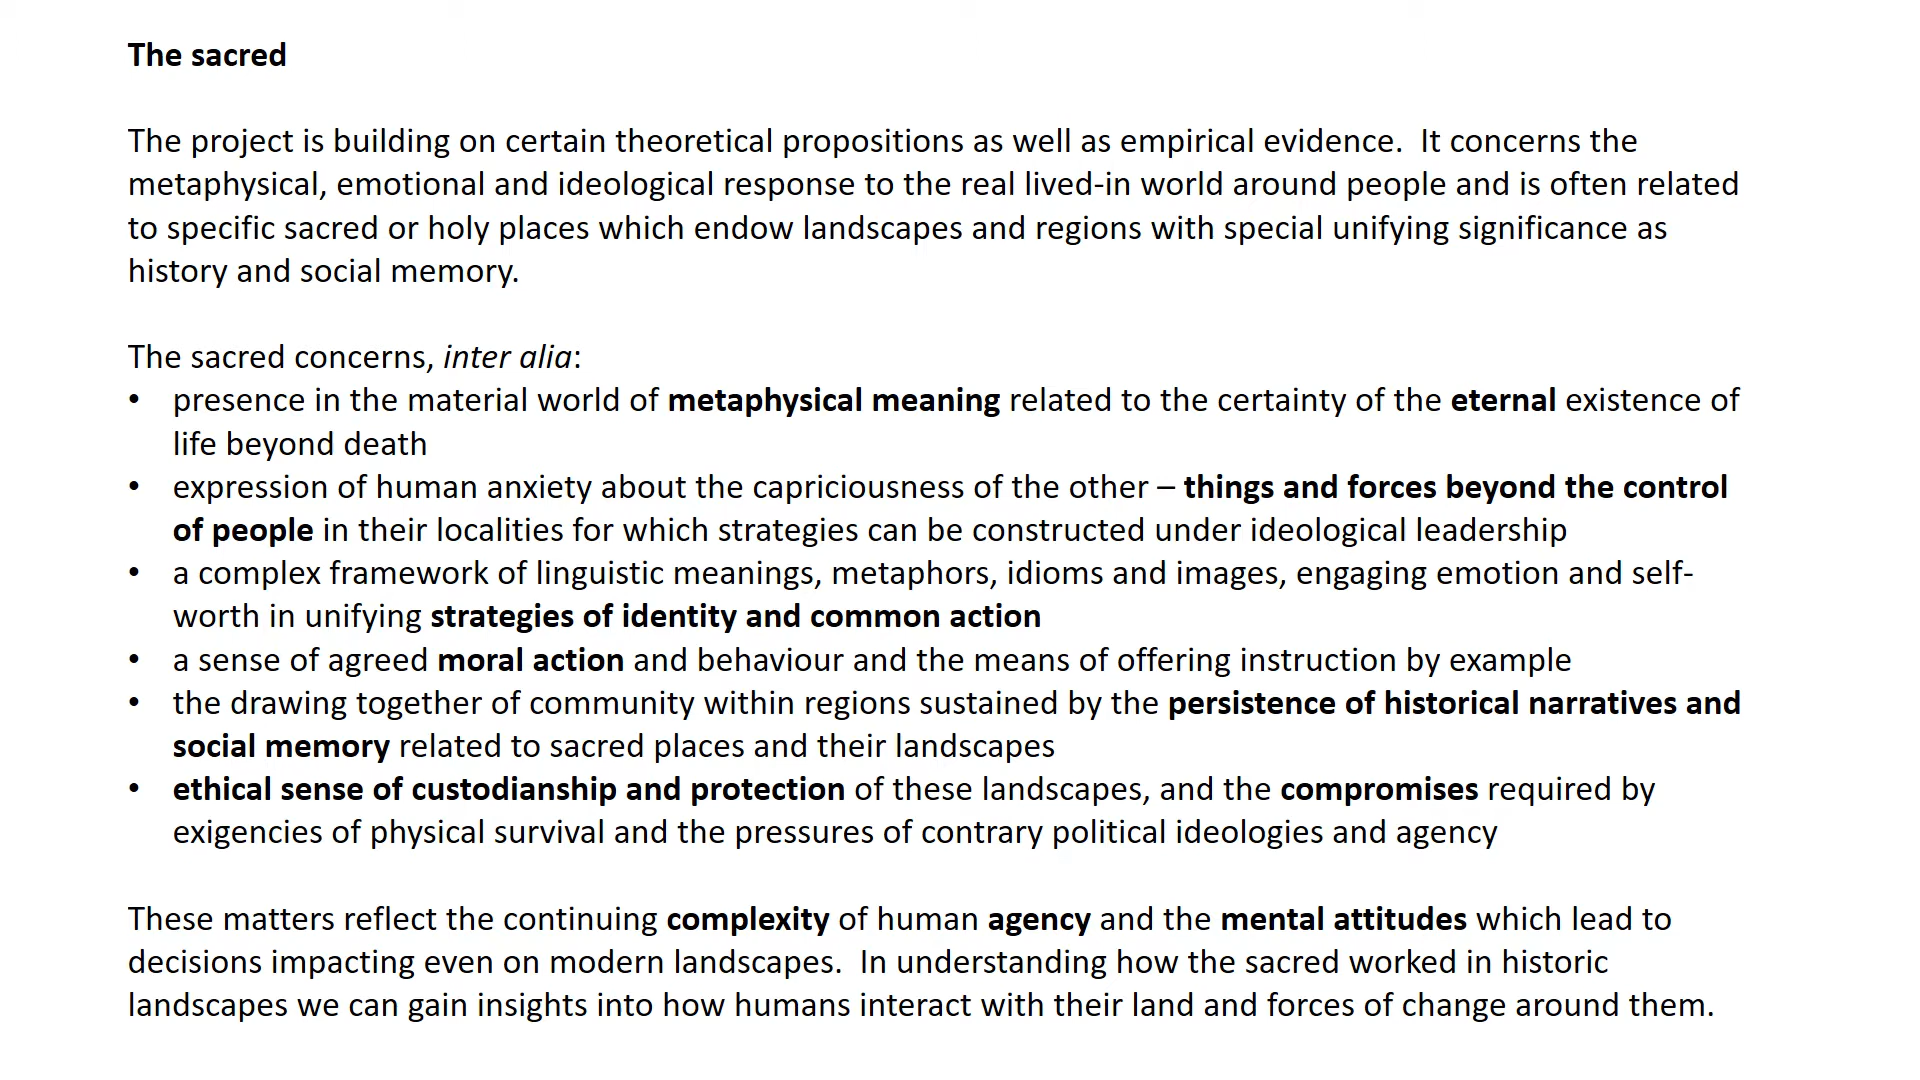 The sacred
The project is building on certain theoretical propositions as well as empirical evidence.  It concerns the
metaphysical, emotional and ideological response to the real lived-in world around people and is often related
to specific sacred or holy places which endow landscapes and regions with special unifying significance as
history and social memory.
The sacred concerns, inter alia:
• presence in the material world of metaphysical meaning related to the certainty of the eternal existence of
life beyond death
• expression of human anxiety about the capriciousness of the other – things and forces beyond the control
of people in their localities for which strategies can be constructed under ideological leadership
• a complex framework of linguistic meanings, metaphors, idioms and images, engaging emotion and self-
worth in unifying strategies of identity and common action
• a sense of agreed moral action and behaviour and the means of offering instruction by example
• the drawing together of community within regions sustained by the persistence of historical narratives and
social memory related to sacred places and their landscapes
• ethical sense of custodianship and protection of these landscapes, and the compromises required by
exigencies of physical survival and the pressures of contrary political ideologies and agency
These matters reflect the continuing complexity of human agency and the mental attitudes which lead to
decisions impacting even on modern landscapes.  In understanding how the sacred worked in historic
landscapes we can gain insights into how humans interact with their land and forces of change around them.